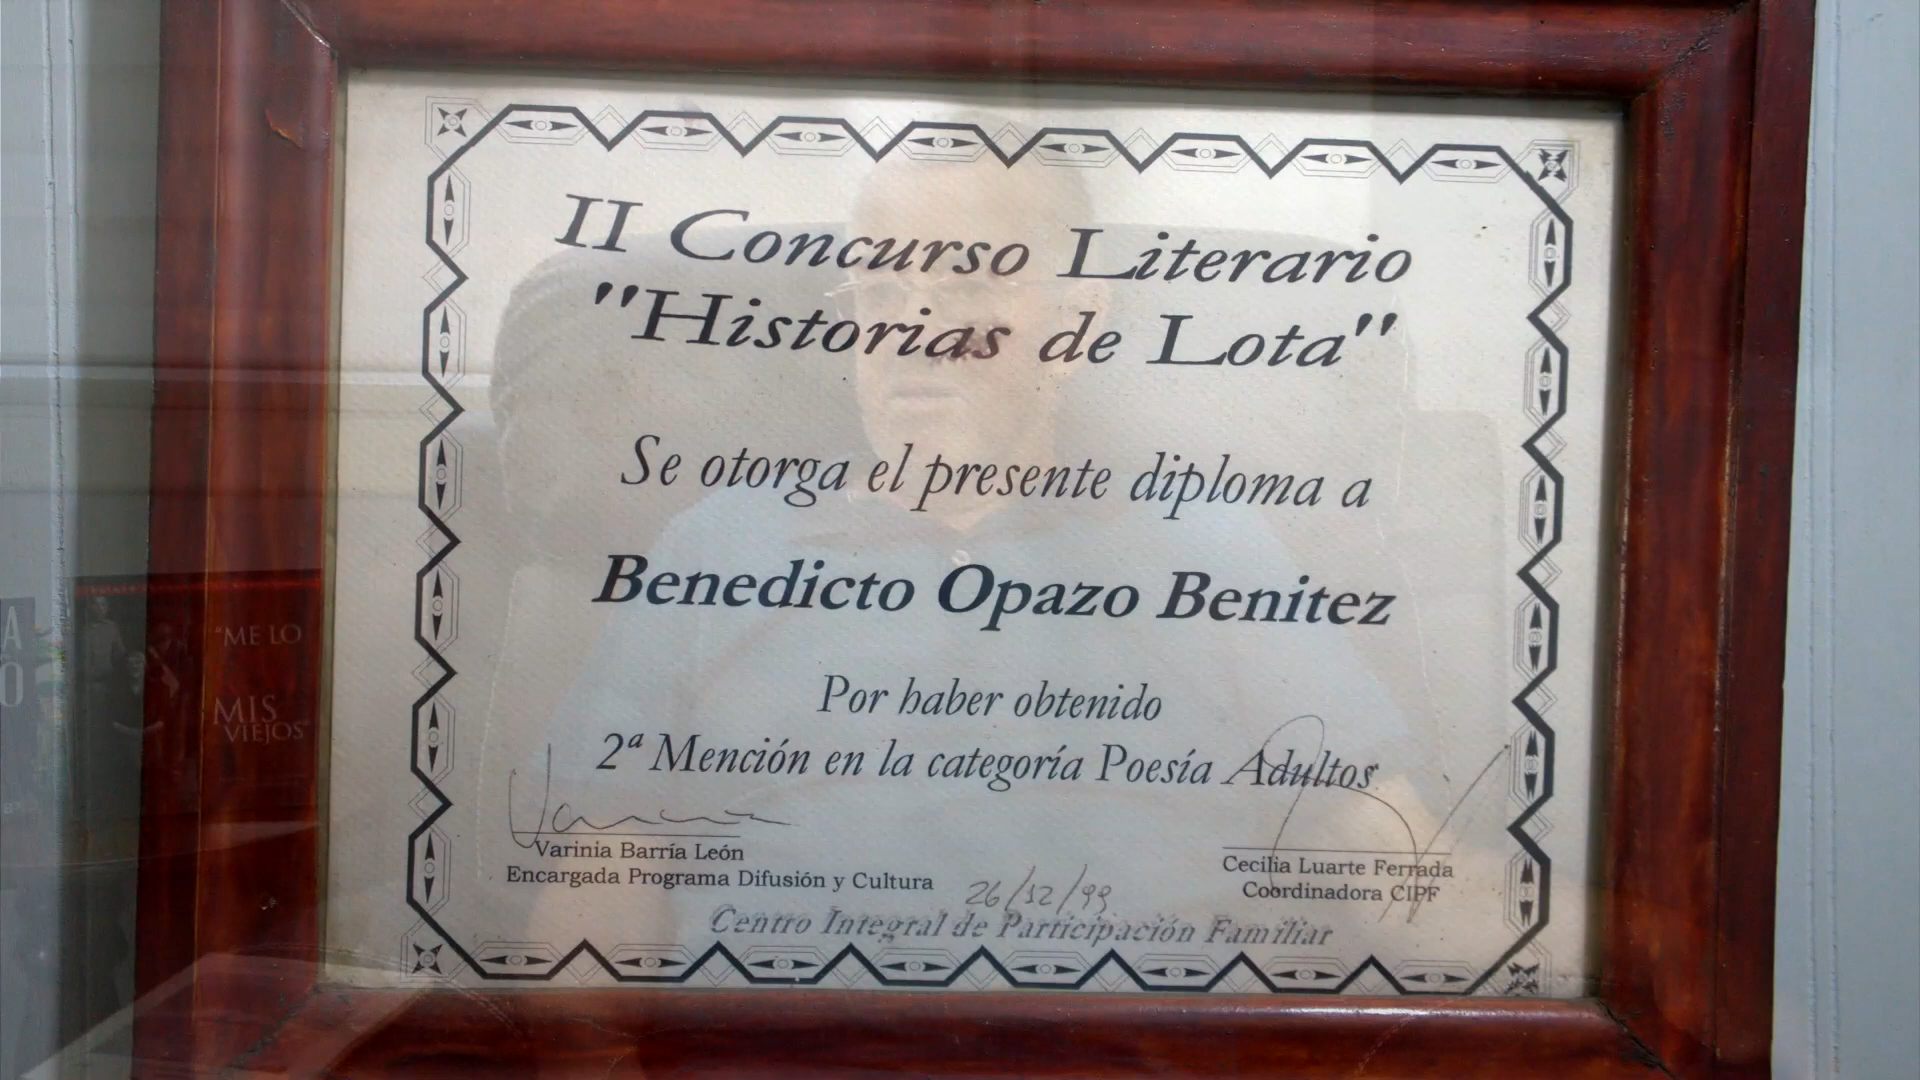 II Concurso Literario
"Historias de Lota"
Se otorga el presente diploma a
Benedicto Opazo Benitez
Por haber obtenido
2ª Mención en la categoría Poesía Adultos
Varinia Barría León
Encargada Programa Difusión y Cultura
Cecilia Luarte Ferrada
Coordinadora CIPF
26/12/99
Centro Integral de Participación Familiar
"ME LO
MIS
VIEJOS"